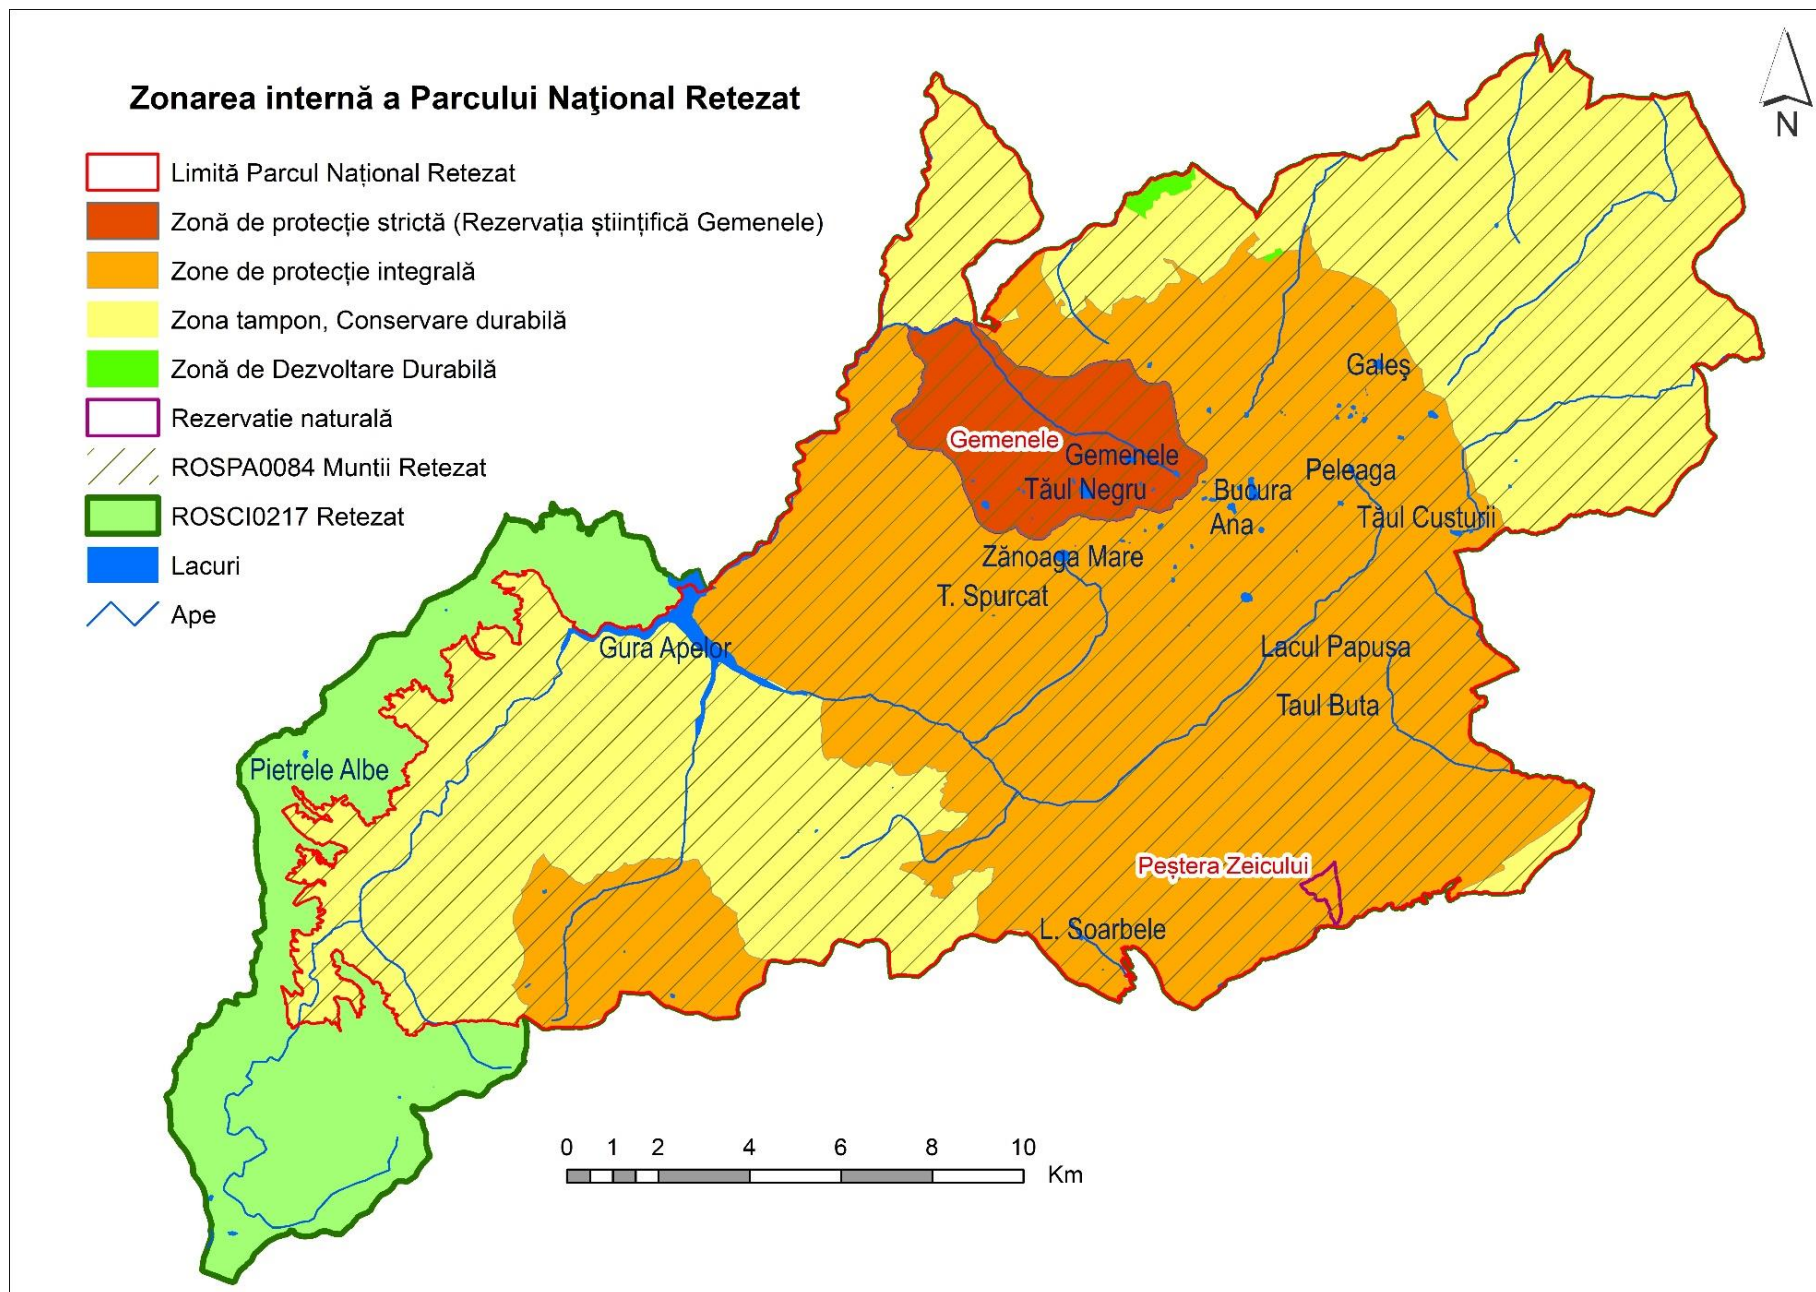 Zonarea internă a Parcului Naţional Retezat
N
Limită Parcul Național Retezat
Zonă de protecție strictă (Rezervația științifică Gemenele)
Zone de protecție integrală
Zona tampon, Conservare durabilă
Zonă de Dezvoltare Durabilă
Rezervatie naturală
ROSPA0084 Muntii Retezat
ROSCI0217 Retezat
Lacuri
Ape
Galeş
Gemenele
Gemenele
Tăul Negru
Peleaga
Bucura
Ana
Tăul Custurii
Zănoaga Mare
T. Spurcat
Gura Apelor
Lacul Papusa
Taul Buta
Pietrele Albe
Peștera Zeicului
L. Soarbele
0 1 2 4 6 8 10
Km